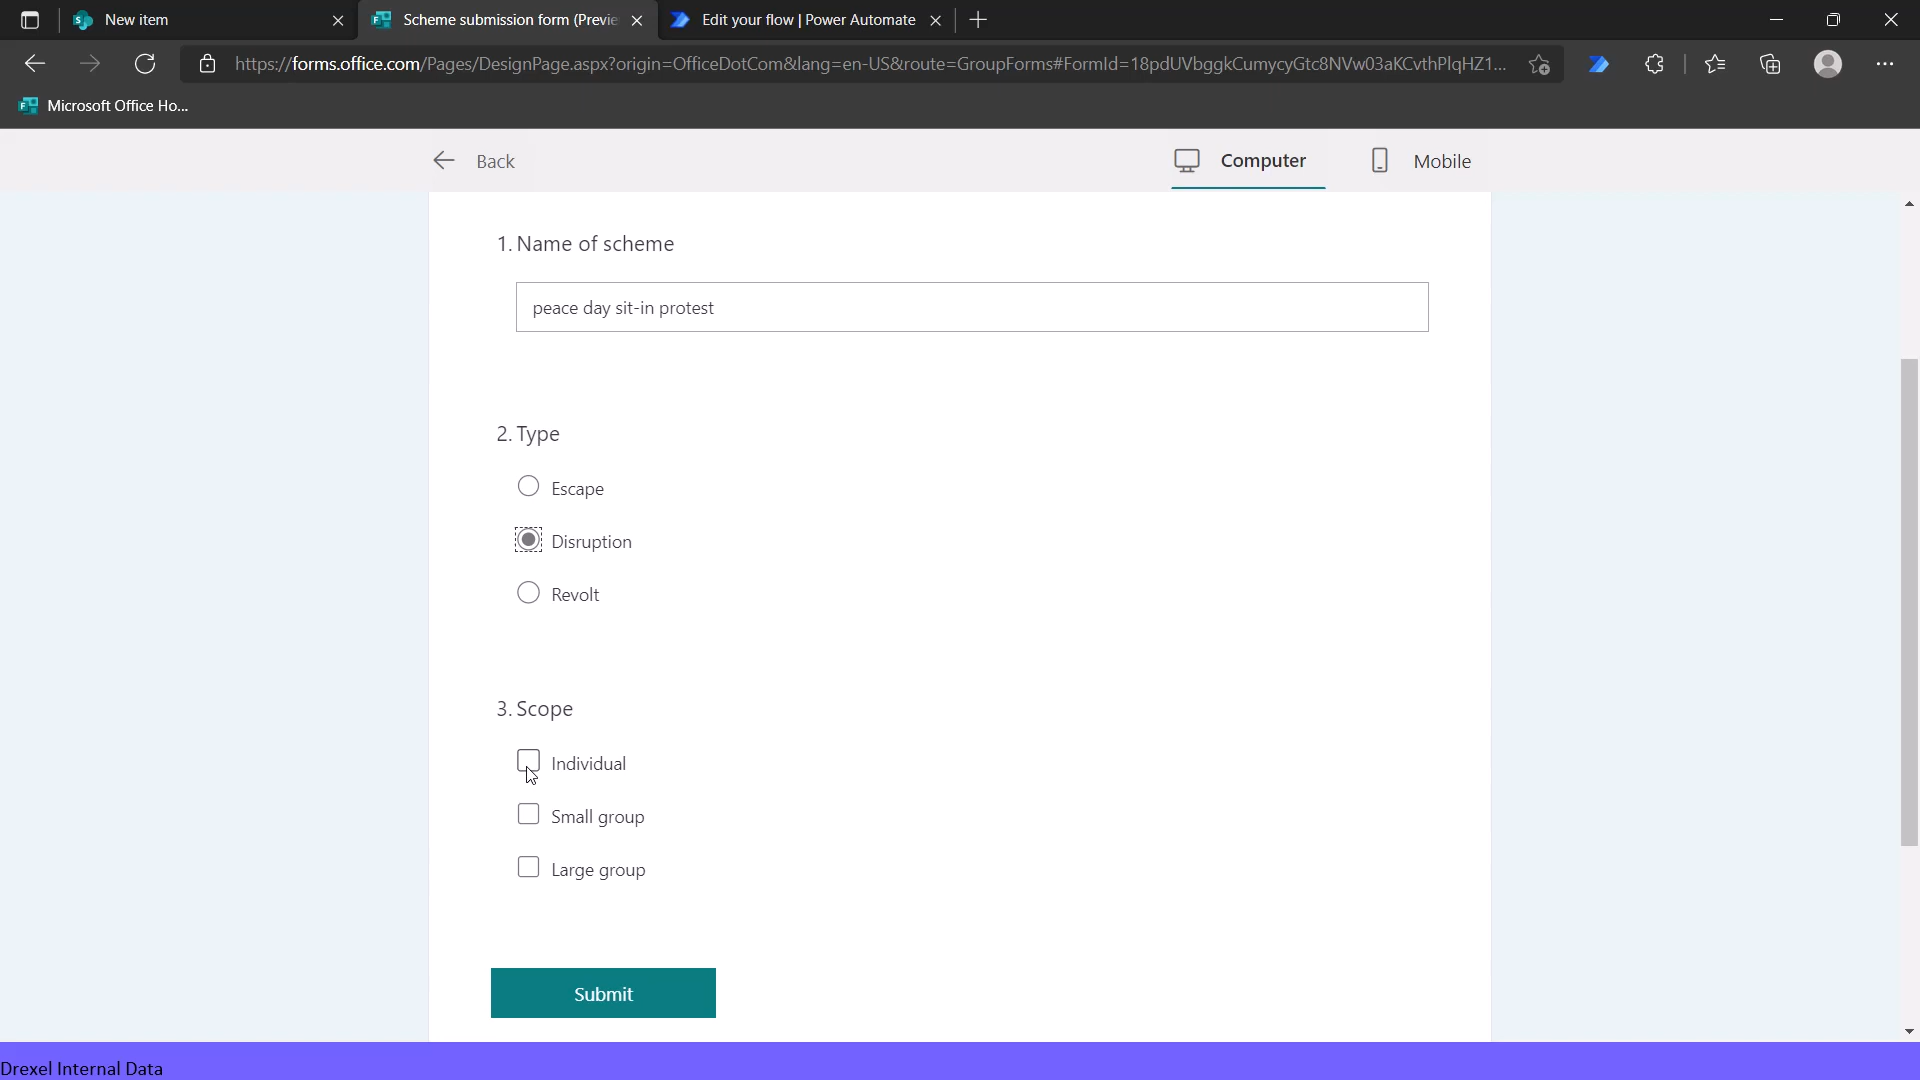 New item
Scheme submission form (Previe
Edit your flow | Power Automate
https://forms.office.com/Pages/DesignPage.aspx?origin=OfficeDotCom&lang=en-US&route=GroupForms#FormId=18pdUVbggkCumycyGtc8NVw03aKCvthPlqHZ1...
Microsoft Office Ho...
Back
Computer
Mobile
1. Name of scheme
peace day sit-in protest
2. Type
Escape
Disruption
Revolt
3. Scope
Individual
Small group
Large group
Submit
Drexel Internal Data